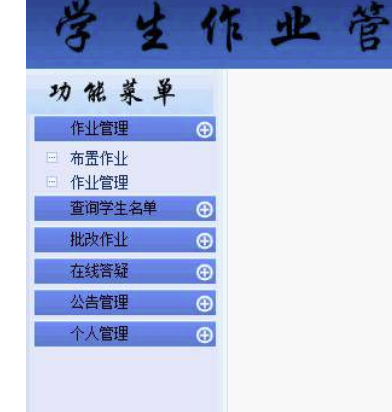 学生作业管
功能菜单
作业管理
布置作业
作业管理
查询学生名单
批改作业
在线答疑
公告管理
个人管理